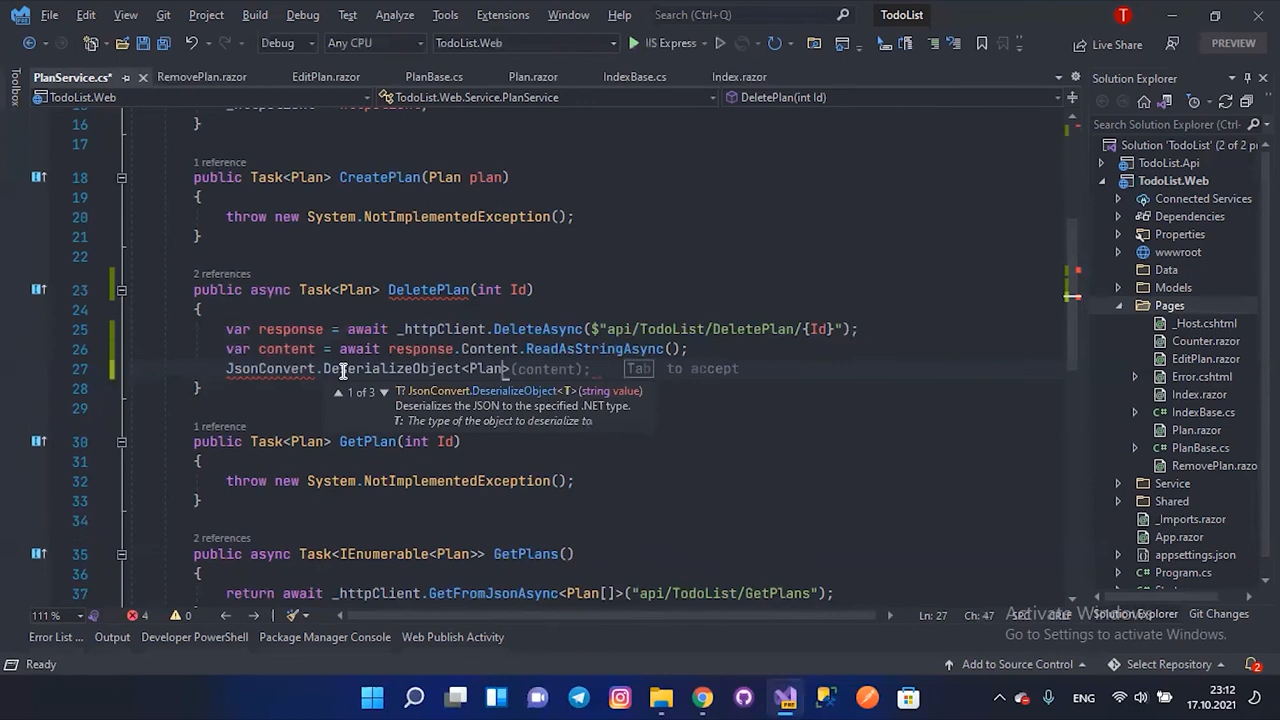 File Edit View Git Project Build Debug Test Analyze Tools Extensions Window Help Search (Ctrl+Q) TodoList T
Debug Any CPU TodoList.Web IIS Express Live Share PREVIEW
Toolbox
PlanService.cs* RemovePlan.razor EditPlan.razor PlanBase.cs Plan.razor IndexBase.cs Index.razor
TodoList.Web TodoList.Web.Service.PlanService DeletePlan(int Id)
16 }
17
1 reference
18 public Task<Plan> CreatePlan(Plan plan)
19 {
20 throw new System.NotImplementedException();
21 }
22
2 references
23 public async Task<Plan> DeletePlan(int Id)
24 {
25 var response = await _httpClient.DeleteAsync($"api/TodoList/DeletePlan/{Id}");
26 var content = await response.Content.ReadAsStringAsync();
27 JsonConvert.DeserializeObject<Plan>(content); Tab to accept
28 }
1 of 3 T? JsonConvert.DeserializeObject<T>(string value)
Deserializes the JSON to the specified .NET type.
T: The type of the object to deserialize to.
29
1 reference
30 public Task<Plan> GetPlan(int Id)
31 {
32 throw new System.NotImplementedException();
33 }
34
2 references
35 public async Task<IEnumerable<Plan>> GetPlans()
36 {
37 return await _httpClient.GetFromJsonAsync<Plan[]>("api/TodoList/GetPlans");
Solution Explorer
Search Solution Explorer (Ctrl+;)
Solution 'TodoList' (2 of 2 p
TodoList.Api
TodoList.Web
Connected Services
Dependencies
Properties
wwwroot
Data
Models
Pages
_Host.cshtml
CreatePlan.razor
EditPlan.razor
Error.cshtml
Index.razor
IndexBase.cs
Plan.razor
PlanBase.cs
RemovePlan.razo
Service
Shared
_Imports.razor
App.razor
appsettings.json
Program.cs
111 % 4 0 Ln: 27 Ch: 47 SPC CRLF
Solution Explorer Git Changes
Activate Windows
Go to Settings to activate Windows.
Error List ... Output Developer PowerShell Package Manager Console Web Publish Activity
Ready Add to Source Control Select Repository 2
PRE ENG 23:12
17.10.2021